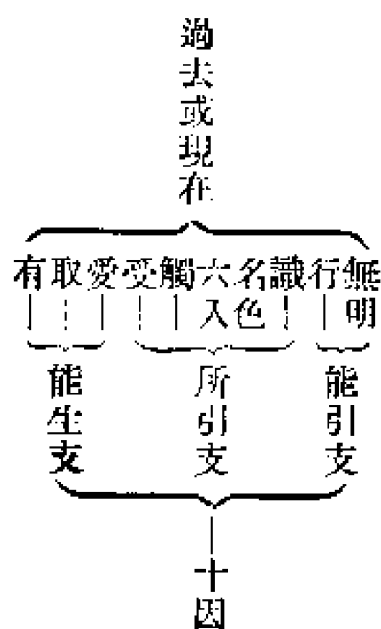 過去或現在
無明
行
識
名色
六入
觸
受
愛
取
有
能引支
所引支
能生支
十因